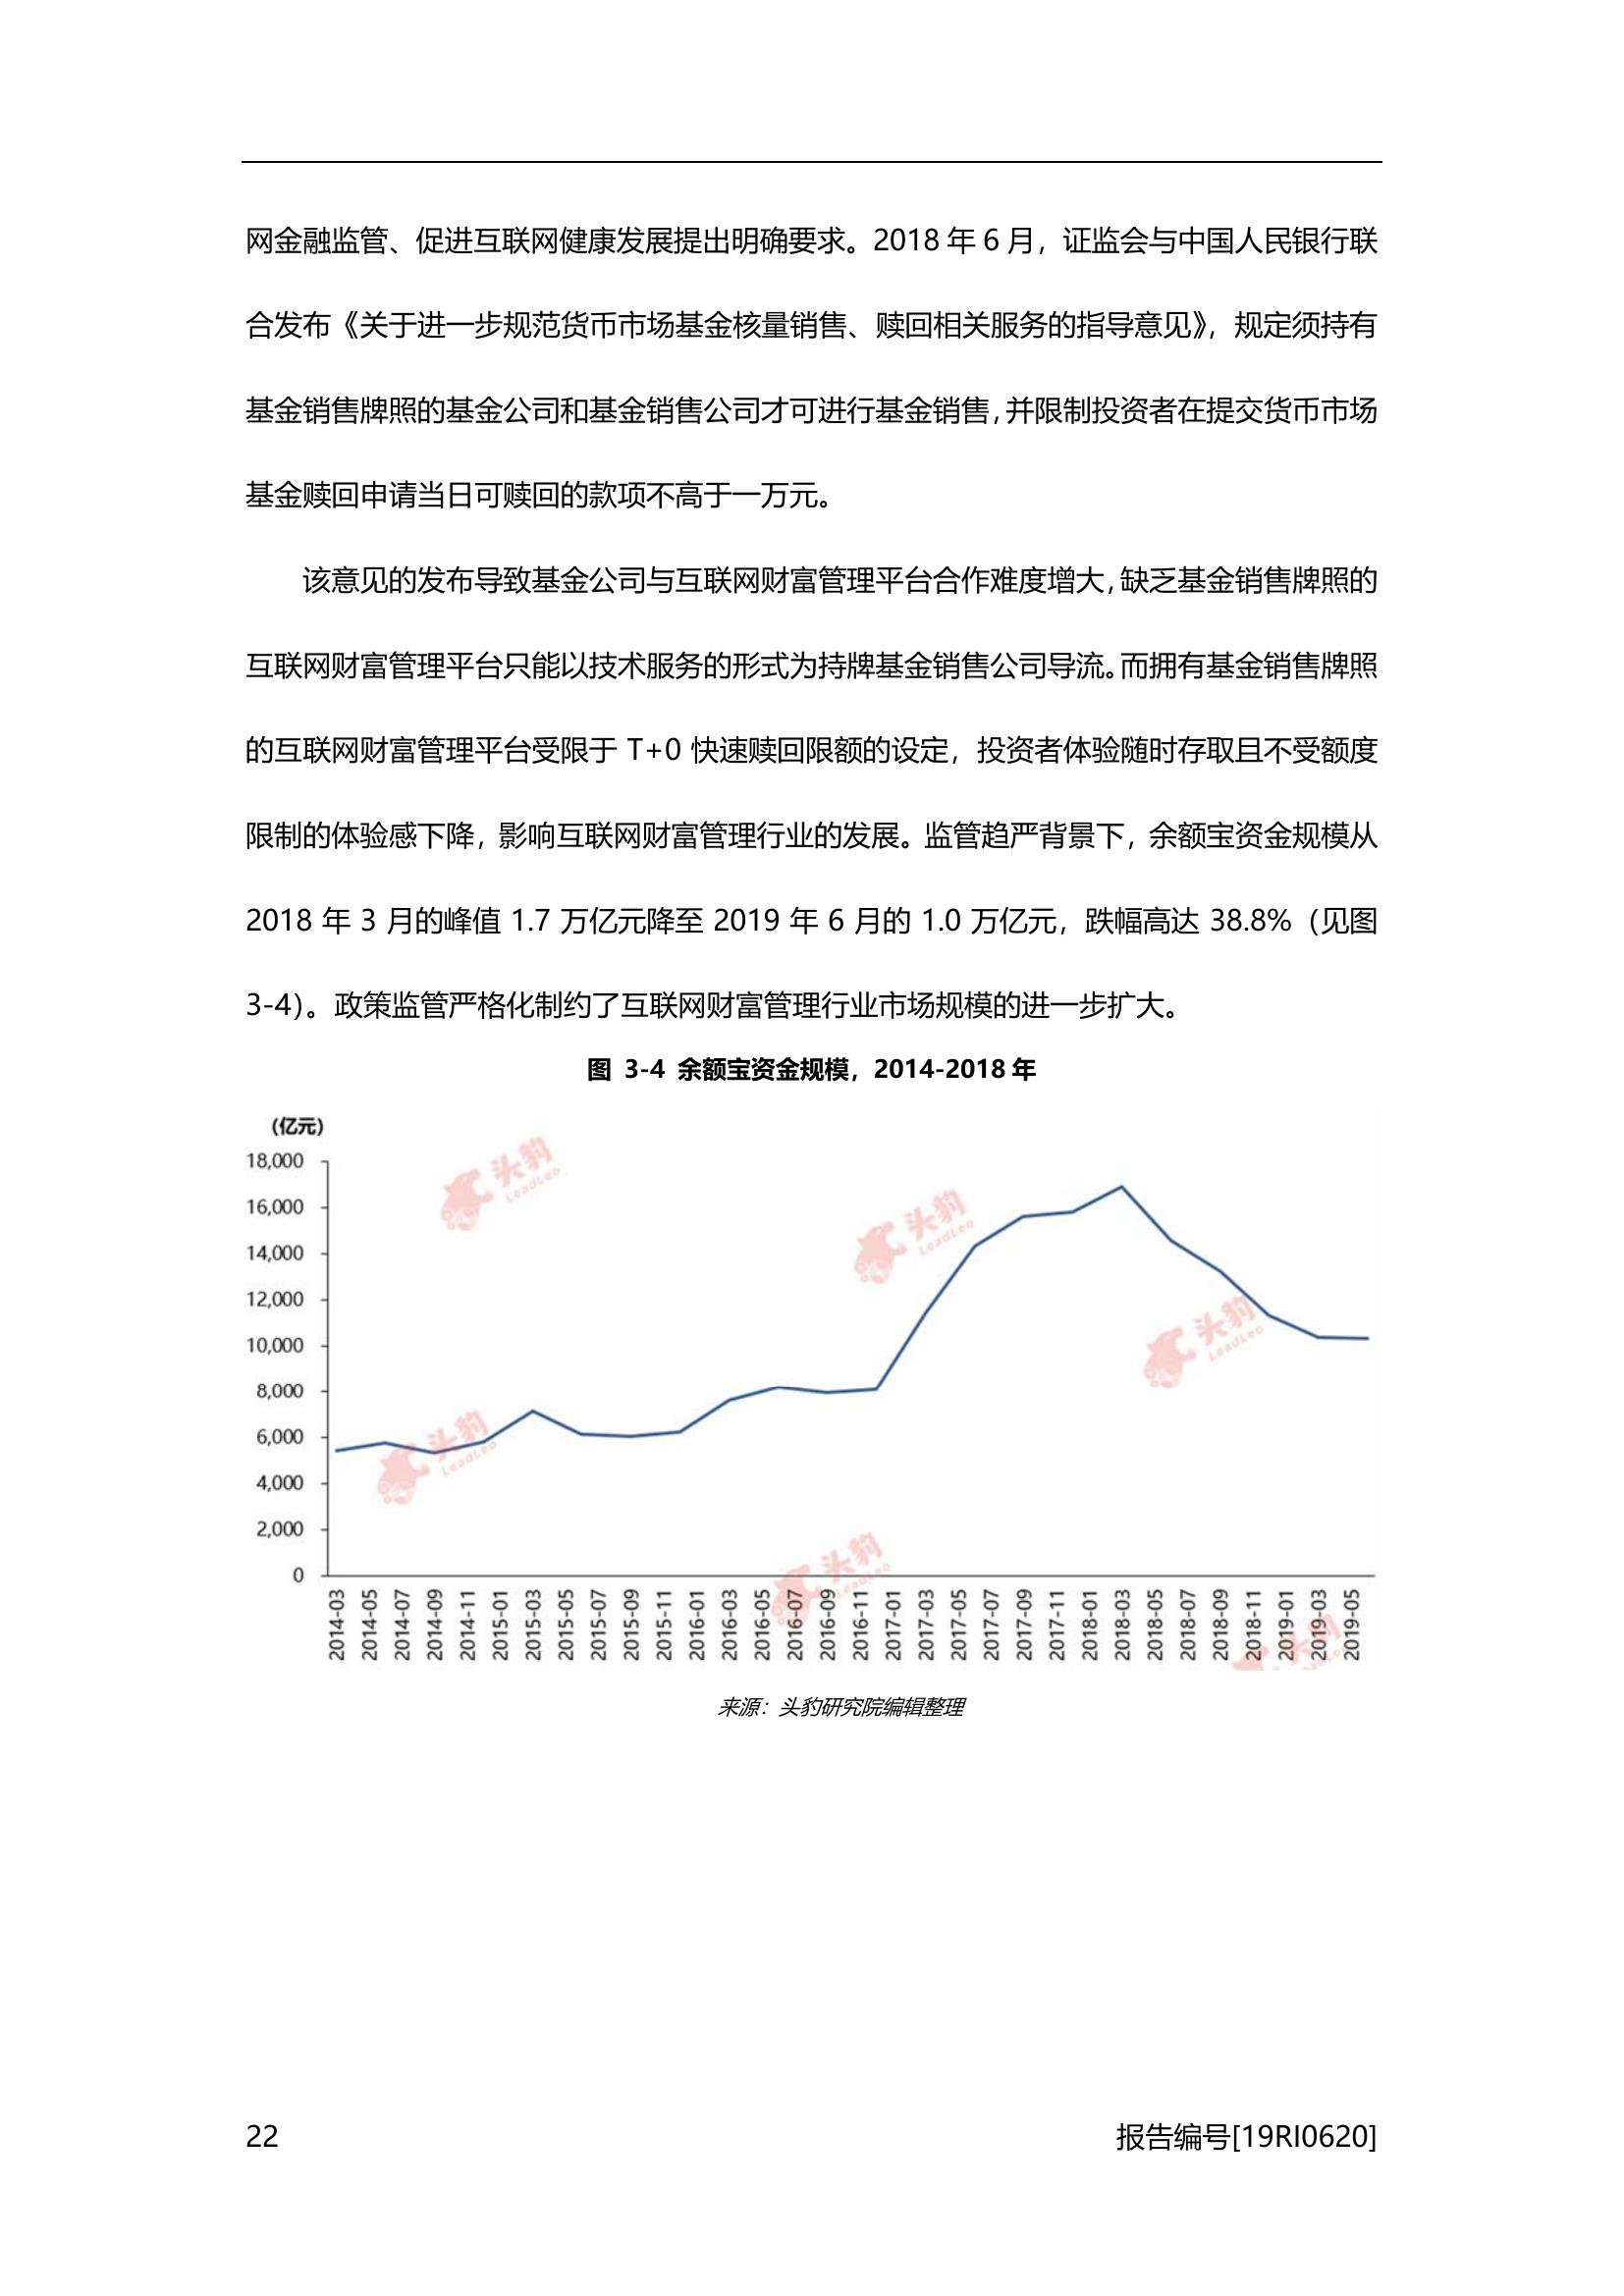 网金融监管、促进互联网健康发展提出明确要求。2018 年 6 月，证监会与中国人民银行联
合发布《关于进一步规范货币市场基金核量销售、赎回相关服务的指导意见》，规定须持有
基金销售牌照的基金公司和基金销售公司才可进行基金销售，并限制投资者在提交货币市场
基金赎回申请当日可赎回的款项不高于一万元。
该意见的发布导致基金公司与互联网财富管理平台合作难度增大，缺乏基金销售牌照的
互联网财富管理平台只能以技术服务的形式为持牌基金销售公司导流。而拥有基金销售牌照
的互联网财富管理平台受限于 T+0 快速赎回限额的设定，投资者体验随时存取且不受额度
限制的体验感下降，影响互联网财富管理行业的发展。监管趋严背景下，余额宝资金规模从
2018 年 3 月的峰值 1.7 万亿元降至 2019 年 6 月的 1.0 万亿元，跌幅高达 38.8%（见图
3-4）。政策监管严格化制约了互联网财富管理行业市场规模的进一步扩大。
图 3-4 余额宝资金规模，2014-2018 年
（亿元）
18,000
16,000
14,000
12,000
10,000
8,000
6,000
4,000
2,000
0
2014-03
2014-05
2014-07
2014-09
2014-11
2015-01
2015-03
2015-05
2015-07
2015-09
2015-11
2016-01
2016-03
2016-05
2016-07
2016-09
2016-11
2017-01
2017-03
2017-05
2017-07
2017-09
2017-11
2018-01
2018-03
2018-05
2018-07
2018-09
2018-11
2019-01
2019-03
2019-05
头豹
LeadLeo
头豹
LeadLeo
头豹
LeadLeo
头豹
LeadLeo
头豹
LeadLeo
头豹
来源：头豹研究院编辑整理
22
报告编号[19RI0620]